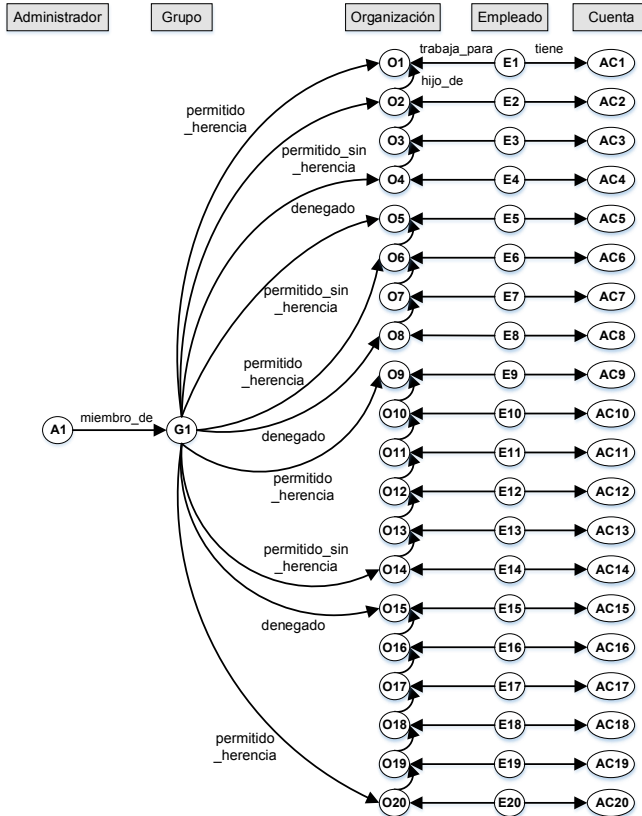 Administrador
Grupo
Organización
Empleado
Cuenta
trabaja_para
tiene
hijo_de
O1
E1
AC1
O2
E2
AC2
O3
E3
AC3
O4
E4
AC4
O5
E5
AC5
O6
E6
AC6
O7
E7
AC7
O8
E8
AC8
O9
E9
AC9
O10
E10
AC10
O11
E11
AC11
O12
E12
AC12
O13
E13
AC13
O14
E14
AC14
O15
E15
AC15
O16
E16
AC16
O17
E17
AC17
O18
E18
AC18
O19
E19
AC19
O20
E20
AC20
permitido
_herencia
permitido_sin
_herencia
denegado
permitido_sin
_herencia
permitido
_herencia
A1
miembro_de
G1
denegado
permitido
_herencia
permitido_sin
_herencia
denegado
permitido
_herencia